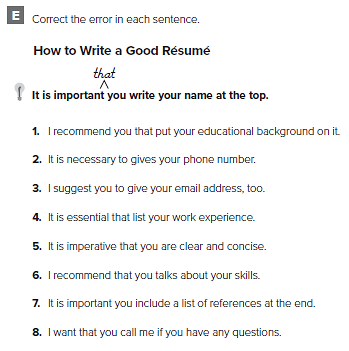 E Correct the error in each sentence.
How to Write a Good Résumé
that
It is important you write your name at the top.
1. I recommend you that put your educational background on it.
2. It is necessary to gives your phone number.
3. I suggest you to give your email address, too.
4. It is essential that list your work experience.
5. It is imperative that you are clear and concise.
6. I recommend that you talks about your skills.
7. It is important you include a list of references at the end.
8. I want that you call me if you have any questions.